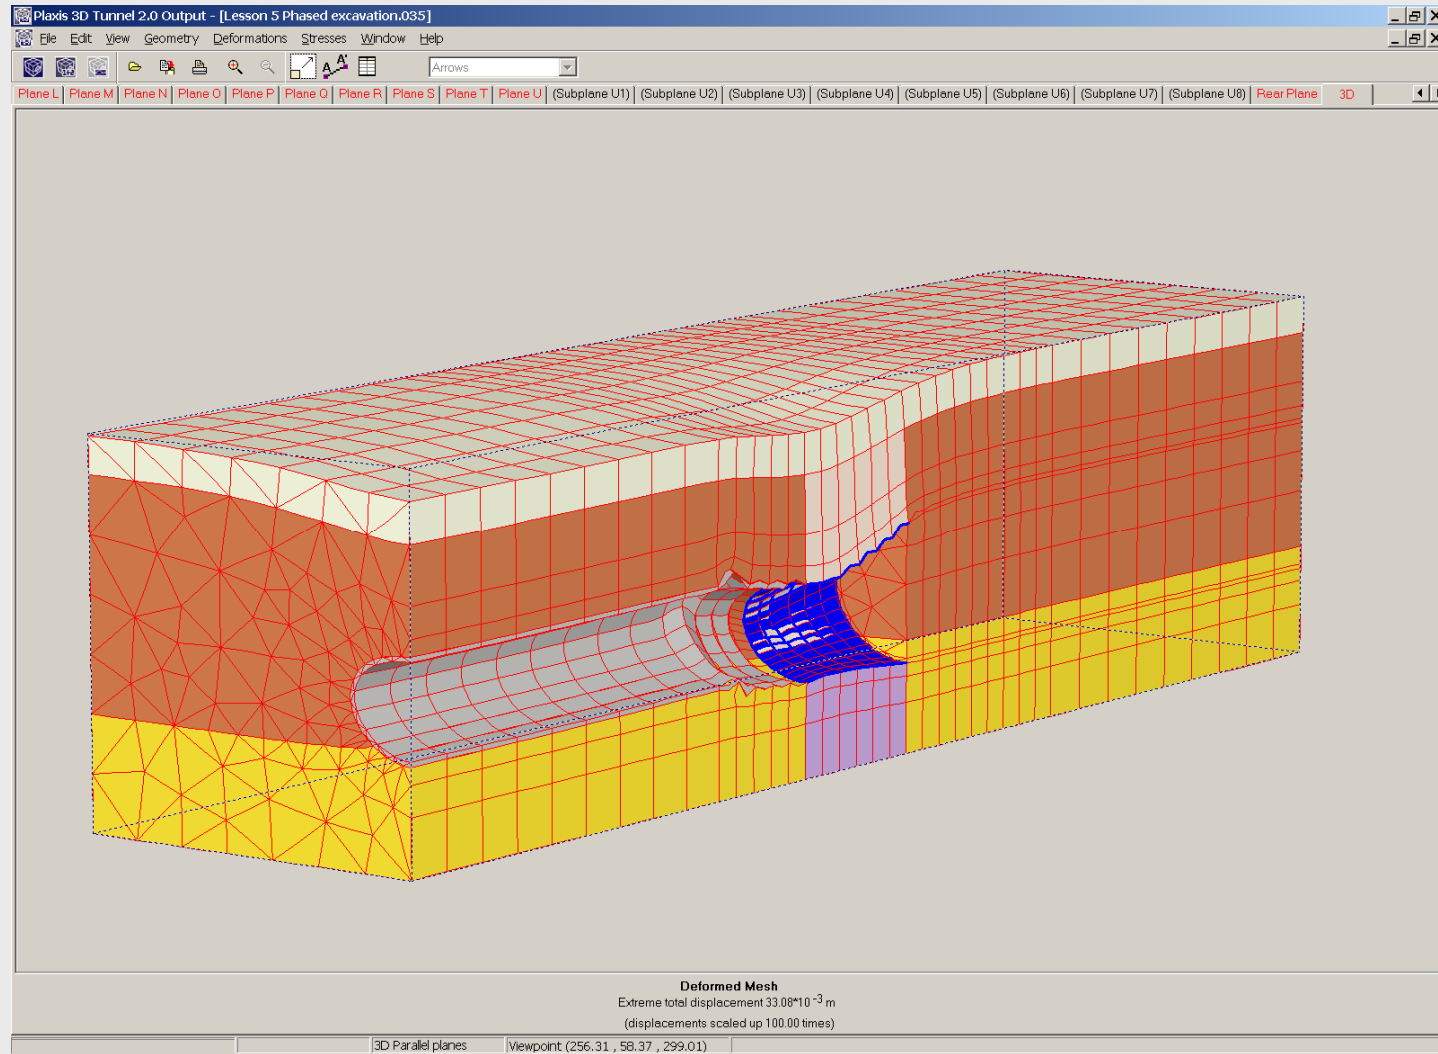 Plaxis 3D Tunnel 2.0 Output - [Lesson 5 Phased excavation.035]
File Edit View Geometry Deformations Stresses Window Help
A A' Arrows
Plane L Plane M Plane N Plane O Plane P Plane Q Plane R Plane S Plane T Plane U (Subplane U1) (Subplane U2) (Subplane U3) (Subplane U4) (Subplane U5) (Subplane U6) (Subplane U7) (Subplane U8) Rear Plane 3D
Deformed Mesh
Extreme total displacement 33.08*10⁻³ m
(displacements scaled up 100.00 times)
3D Parallel planes Viewpoint (256.31 , 58.37 , 299.01)